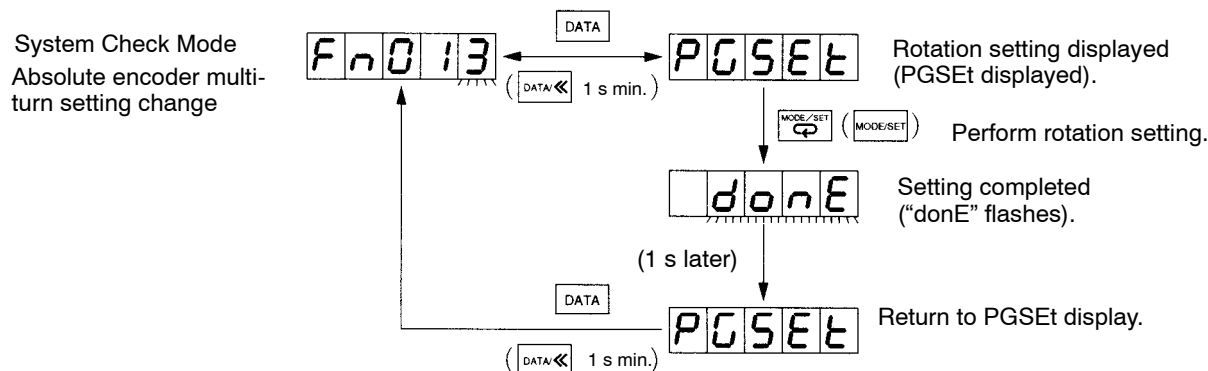 System Check Mode
Absolute encoder multi-
turn setting change
Fn013
DATA
(DATA/≪ 1 s min.)
PGSEt
Rotation setting displayed
(PGSEt displayed).
MODE/SET (MODE/SET)
Perform rotation setting.
donE
Setting completed
(“donE” flashes).
(1 s later)
DATA
(DATA/≪ 1 s min.)
PGSEt
Return to PGSEt display.